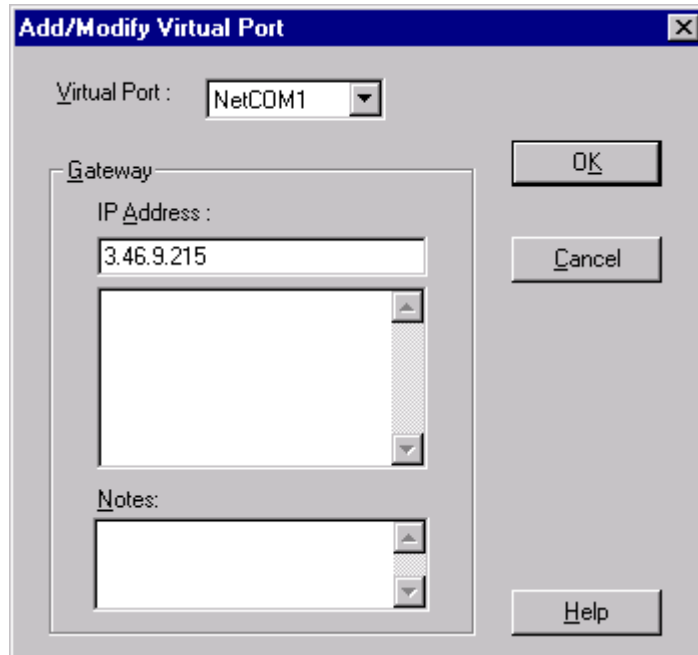 Add/Modify Virtual Port
Virtual Port :
NetCOM1
Gateway
OK
IP Address :
3.46.9.215
Cancel
Notes:
Help